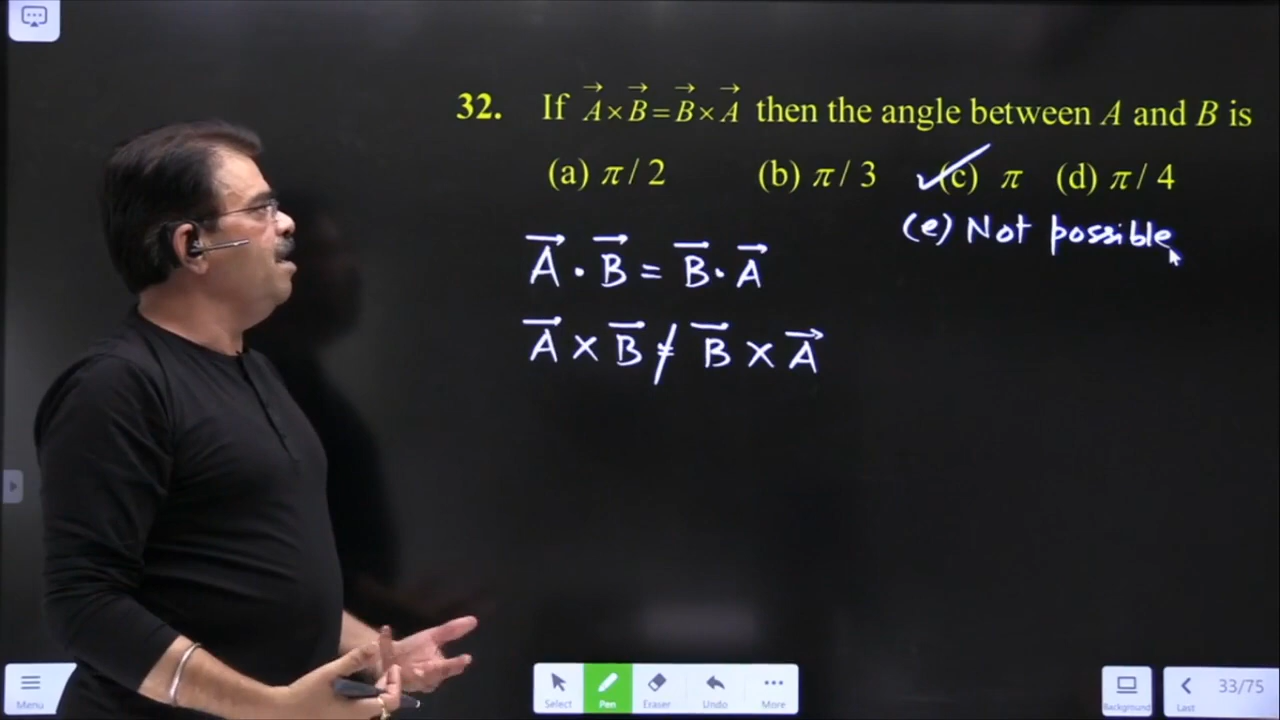 32. If A⃗ × B⃗ = B⃗ × A⃗ then the angle between A and B is
(a) π / 2 (b) π / 3 (c) π (d) π / 4
(e) Not possible
A⃗ · B⃗ = B⃗ · A⃗
A⃗ × B⃗ ≠ B⃗ × A⃗
Menu Select Pen Eraser Undo More Background Last 33/75